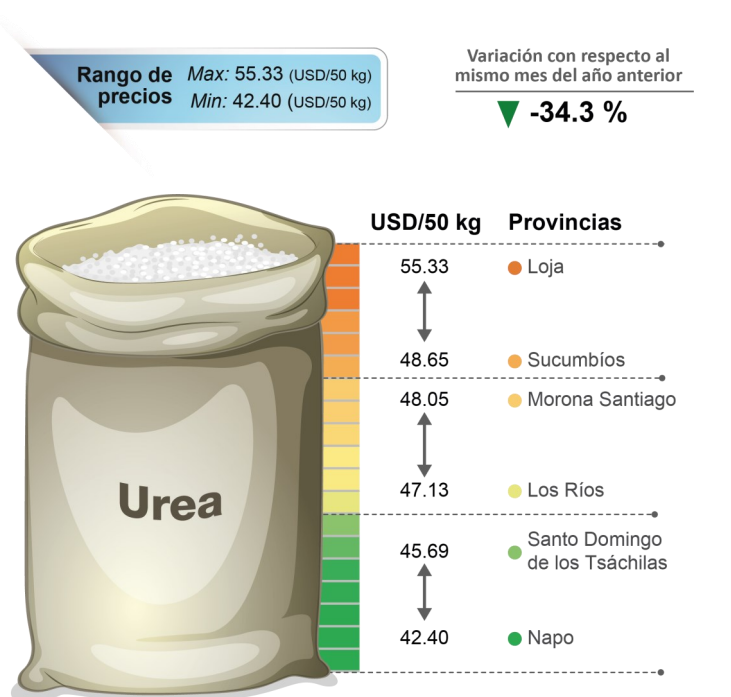 Rango de precios
Max: 55.33 (USD/50 kg)
Min: 42.40 (USD/50 kg)
Variación con respecto al
mismo mes del año anterior
-34.3 %
USD/50 kg Provincias
55.33 Loja
48.65 Sucumbíos
48.05 Morona Santiago
47.13 Los Ríos
45.69 Santo Domingo
de los Tsáchilas
42.40 Napo
Urea